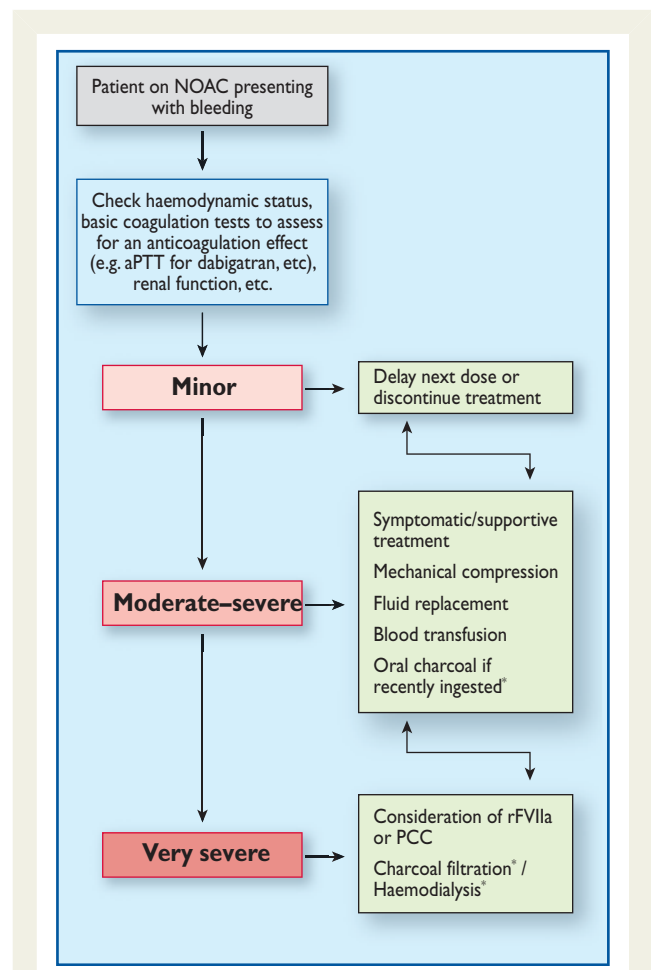 Patient on NOAC presenting
with bleeding
Check haemodynamic status,
basic coagulation tests to assess
for an anticoagulation effect
(e.g. aPTT for dabigatran, etc),
renal function, etc.
Minor
Delay next dose or
discontinue treatment
Moderate–severe
Symptomatic/supportive
treatment
Mechanical compression
Fluid replacement
Blood transfusion
Oral charcoal if
recently ingested*
Very severe
Consideration of rFVIIa
or PCC
Charcoal filtration* /
Haemodialysis*